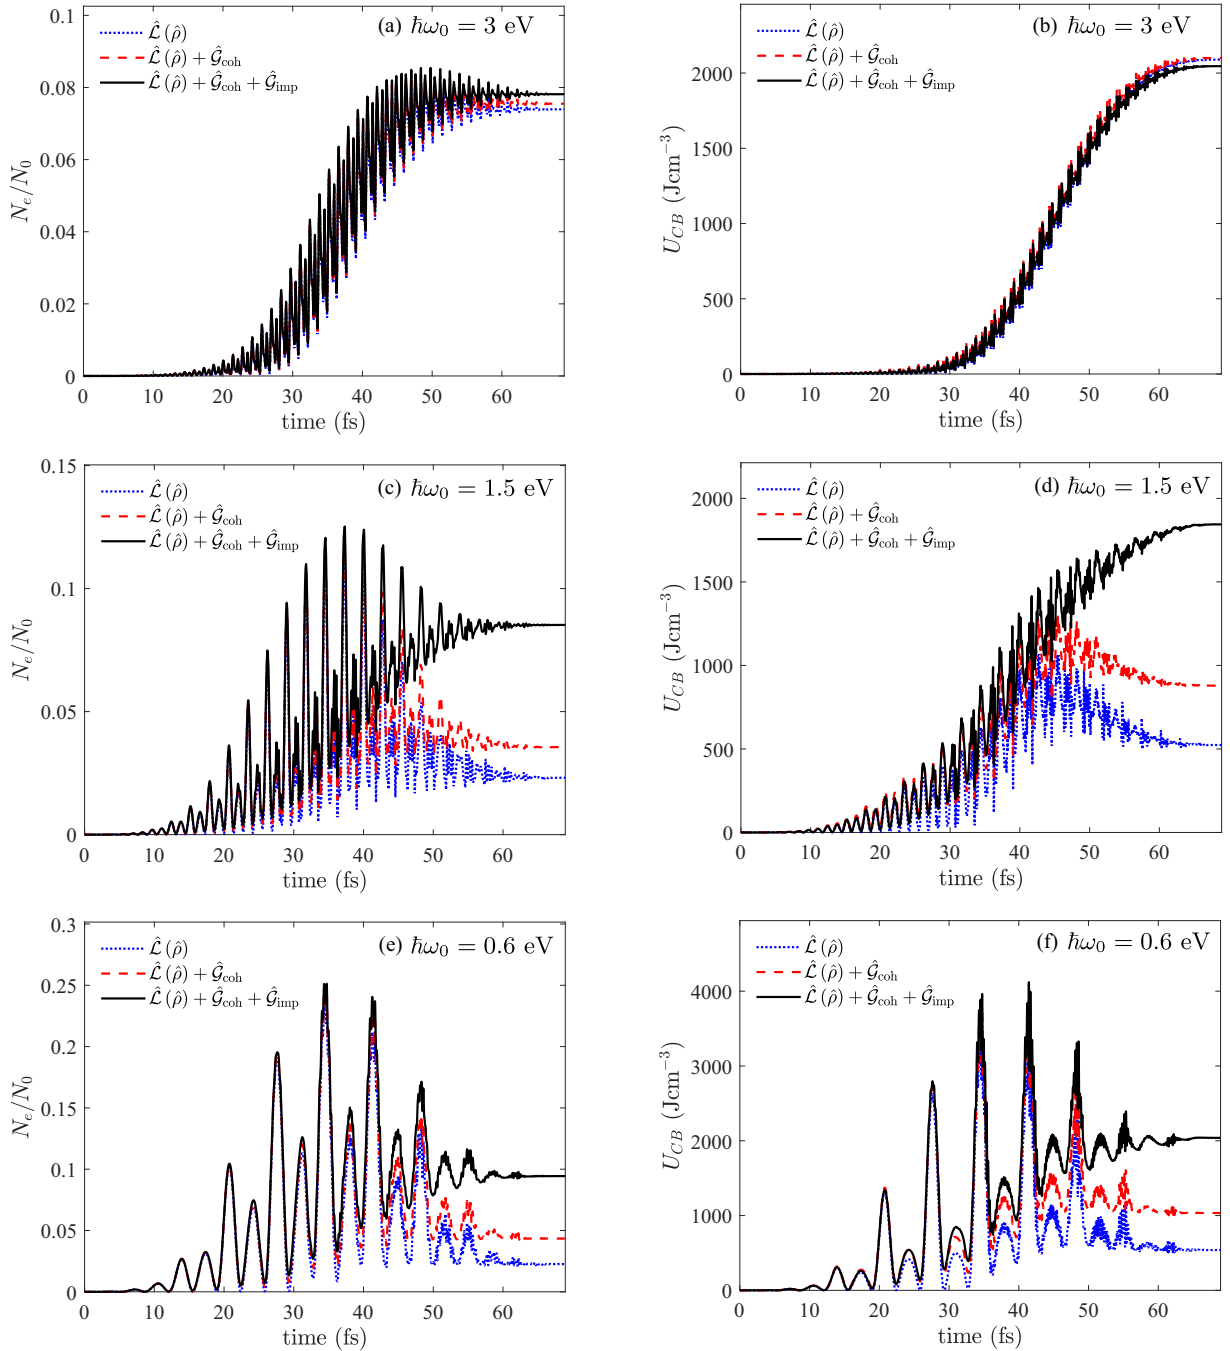 (a) ħω₀ = 3 eV
ℒ̂(ρ̂)
ℒ̂(ρ̂) + 𝒢̂coh
ℒ̂(ρ̂) + 𝒢̂coh + 𝒢̂imp
Nₑ/N₀
0.1
0.08
0.06
0.04
0.02
0
0 10 20 30 40 50 60
time (fs)
(b) ħω₀ = 3 eV
ℒ̂(ρ̂)
ℒ̂(ρ̂) + 𝒢̂coh
ℒ̂(ρ̂) + 𝒢̂coh + 𝒢̂imp
U_CB (Jcm⁻³)
2000
1500
1000
500
0
0 10 20 30 40 50 60
time (fs)
(c) ħω₀ = 1.5 eV
ℒ̂(ρ̂)
ℒ̂(ρ̂) + 𝒢̂coh
ℒ̂(ρ̂) + 𝒢̂coh + 𝒢̂imp
Nₑ/N₀
0.15
0.1
0.05
0
0 10 20 30 40 50 60
time (fs)
(d) ħω₀ = 1.5 eV
ℒ̂(ρ̂)
ℒ̂(ρ̂) + 𝒢̂coh
ℒ̂(ρ̂) + 𝒢̂coh + 𝒢̂imp
U_CB (Jcm⁻³)
2000
1500
1000
500
0
0 10 20 30 40 50 60
time (fs)
(e) ħω₀ = 0.6 eV
ℒ̂(ρ̂)
ℒ̂(ρ̂) + 𝒢̂coh
ℒ̂(ρ̂) + 𝒢̂coh + 𝒢̂imp
Nₑ/N₀
0.3
0.25
0.2
0.15
0.1
0.05
0
0 10 20 30 40 50 60
time (fs)
(f) ħω₀ = 0.6 eV
ℒ̂(ρ̂)
ℒ̂(ρ̂) + 𝒢̂coh
ℒ̂(ρ̂) + 𝒢̂coh + 𝒢̂imp
U_CB (Jcm⁻³)
4000
3000
2000
1000
0
0 10 20 30 40 50 60
time (fs)